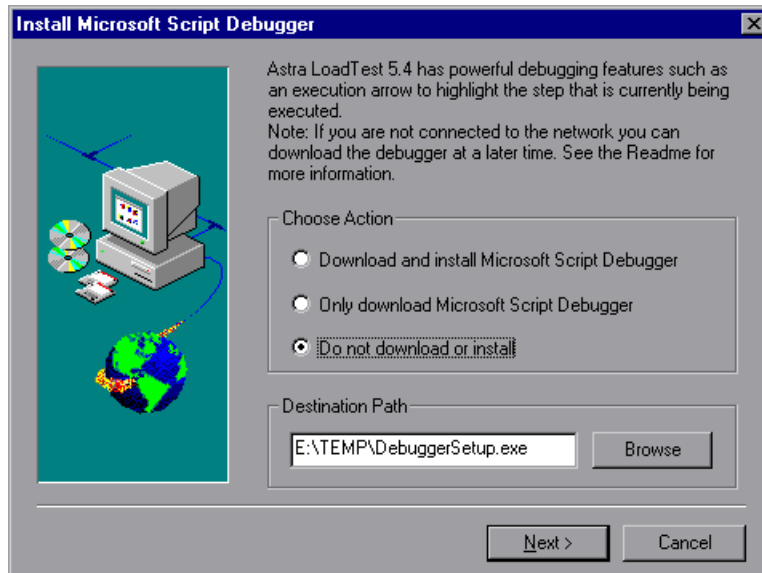 Install Microsoft Script Debugger
Astra LoadTest 5.4 has powerful debugging features such as
an execution arrow to highlight the step that is currently being
executed.
Note: If you are not connected to the network you can
download the debugger at a later time. See the Readme for
more information.
Choose Action
Download and install Microsoft Script Debugger
Only download Microsoft Script Debugger
Do not download or install
Destination Path
E:\TEMP\DebuggerSetup.exe
Browse
Next >
Cancel